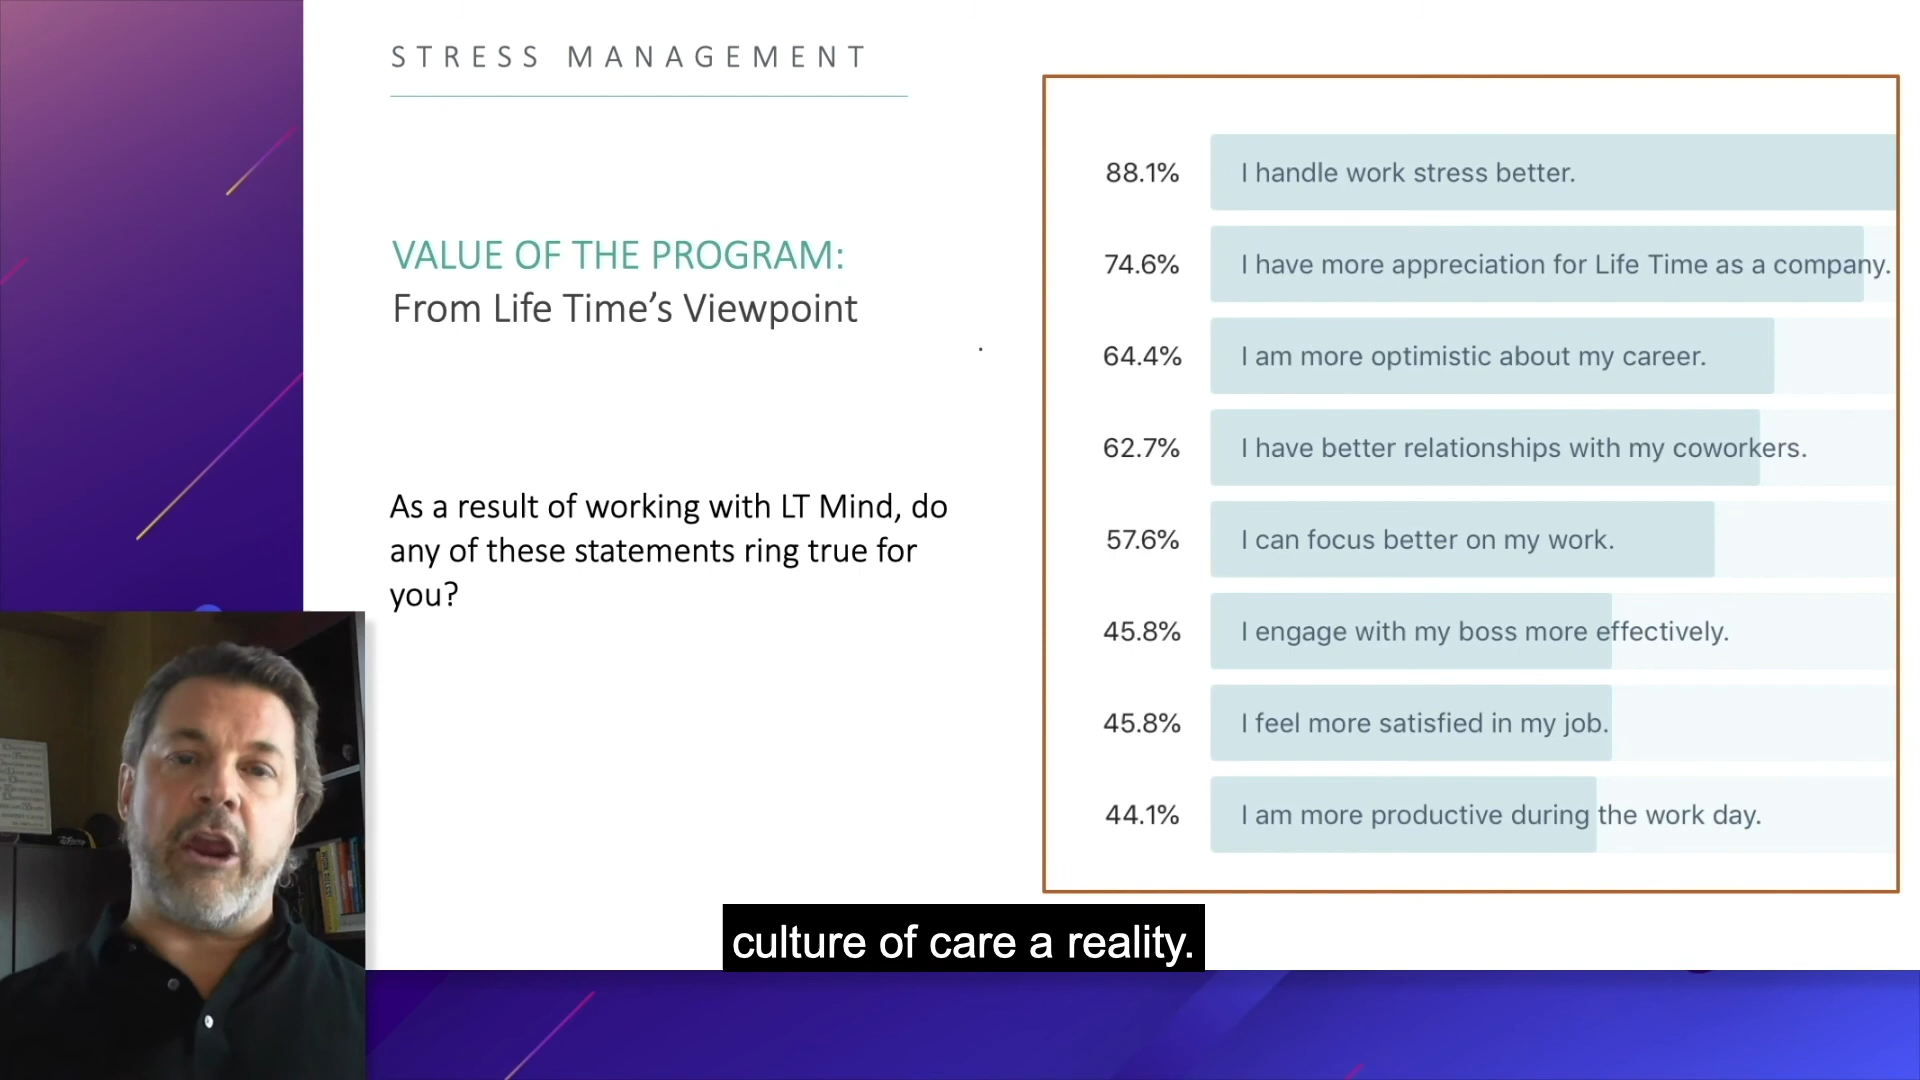 STRESS MANAGEMENT
VALUE OF THE PROGRAM:
From Life Time’s Viewpoint
As a result of working with LT Mind, do
any of these statements ring true for
you?
88.1% I handle work stress better.
74.6% I have more appreciation for Life Time as a company.
64.4% I am more optimistic about my career.
62.7% I have better relationships with my coworkers.
57.6% I can focus better on my work.
45.8% I engage with my boss more effectively.
45.8% I feel more satisfied in my job.
44.1% I am more productive during the work day.
culture of care a reality.